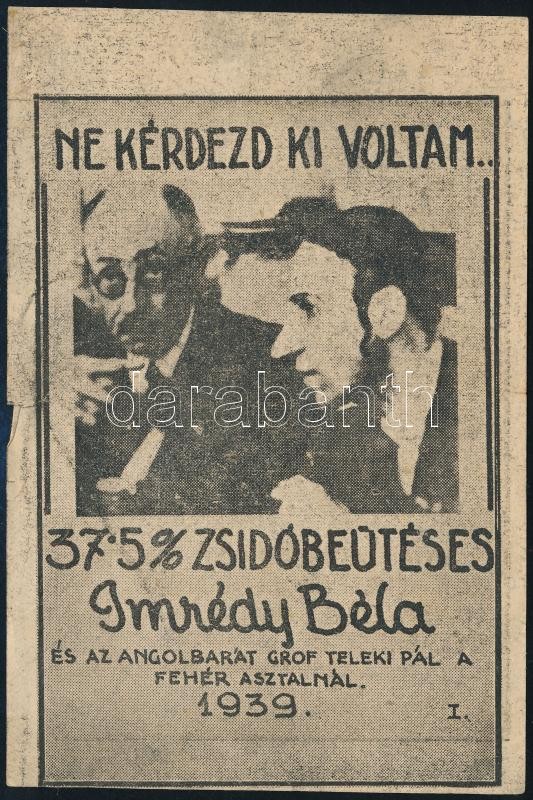 NE KÉRDEZD KI VOLTAM..
darabanth
37·5% ZSIDÓBEÜTÉSES
Imrédy Béla
ÉS AZ ANGOLBARÁT GRÓF TELEKI PÁL A
FEHÉR ASZTALNÁL.
1939.
I.